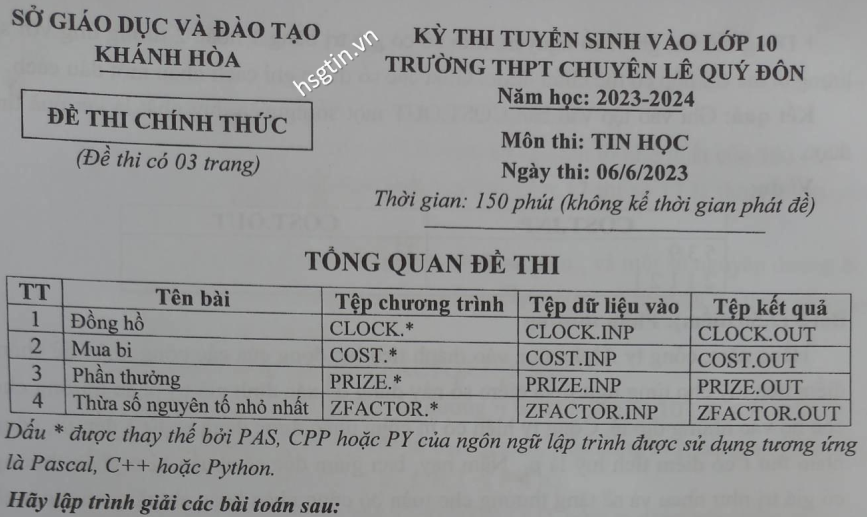 SỞ GIÁO DỤC VÀ ĐÀO TẠO
KHÁNH HÒA
ĐỀ THI CHÍNH THỨC
(Đề thi có 03 trang)
hsgtin.vn
KỲ THI TUYỂN SINH VÀO LỚP 10
TRƯỜNG THPT CHUYÊN LÊ QUÝ ĐÔN
Năm học: 2023-2024
Môn thi: TIN HỌC
Ngày thi: 06/6/2023
Thời gian: 150 phút (không kể thời gian phát đề)
TỔNG QUAN ĐỀ THI
TT Tên bài Tệp chương trình Tệp dữ liệu vào Tệp kết quả
1 Đồng hồ CLOCK.* CLOCK.INP CLOCK.OUT
2 Mua bi COST.* COST.INP COST.OUT
3 Phần thưởng PRIZE.* PRIZE.INP PRIZE.OUT
4 Thừa số nguyên tố nhỏ nhất ZFACTOR.* ZFACTOR.INP ZFACTOR.OUT
Dấu * được thay thế bởi PAS, CPP hoặc PY của ngôn ngữ lập trình được sử dụng tương ứng
là Pascal, C++ hoặc Python.
Hãy lập trình giải các bài toán sau: